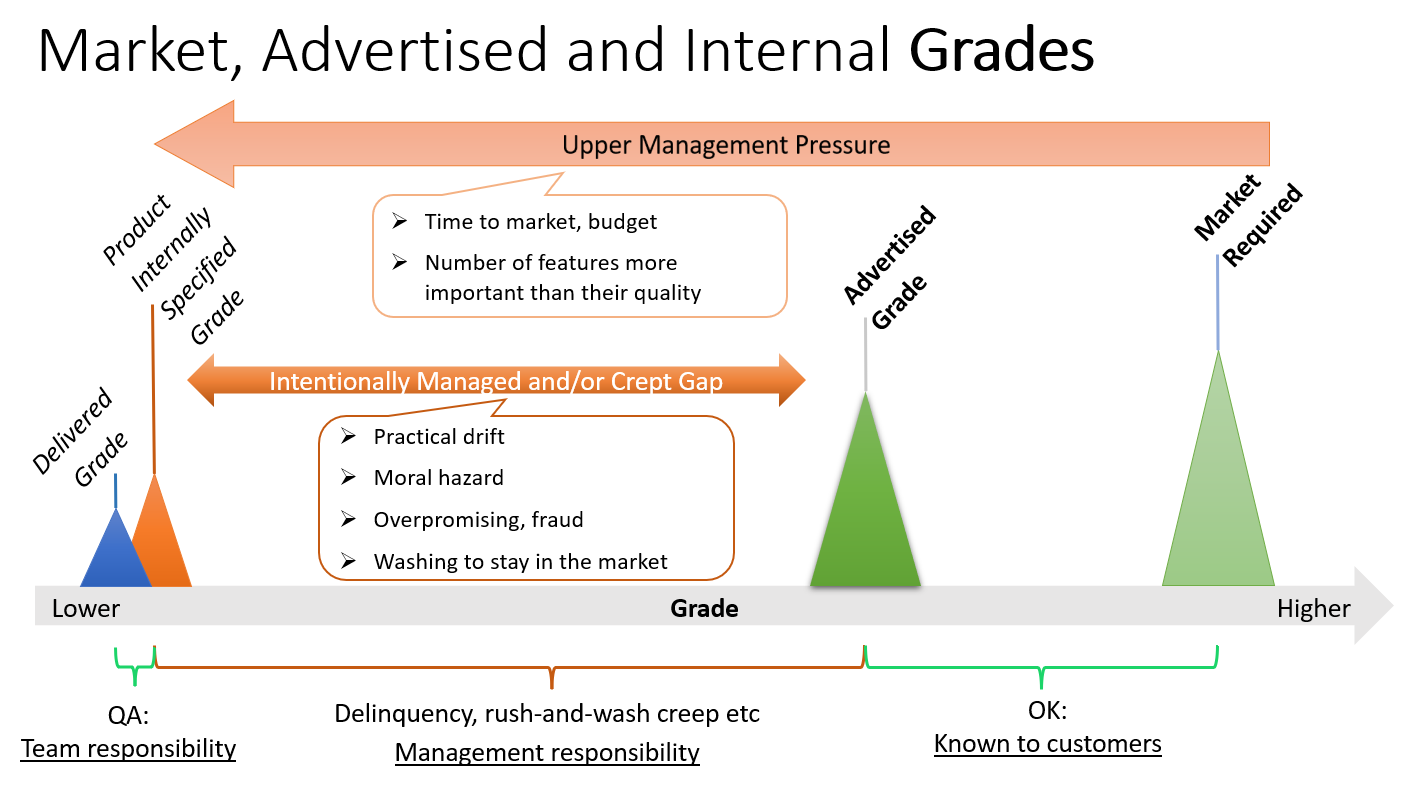 Market, Advertised and Internal Grades
Upper Management Pressure
Time to market, budget
Number of features more
important than their quality
Product
Internally
Specified
Grade
Advertised
Grade
Market
Required
Intentionally Managed and/or Crept Gap
Delivered
Grade
Practical drift
Moral hazard
Overpromising, fraud
Washing to stay in the market
Lower
Grade
Higher
QA:
Team responsibility
Delinquency, rush-and-wash creep etc
Management responsibility
OK:
Known to customers